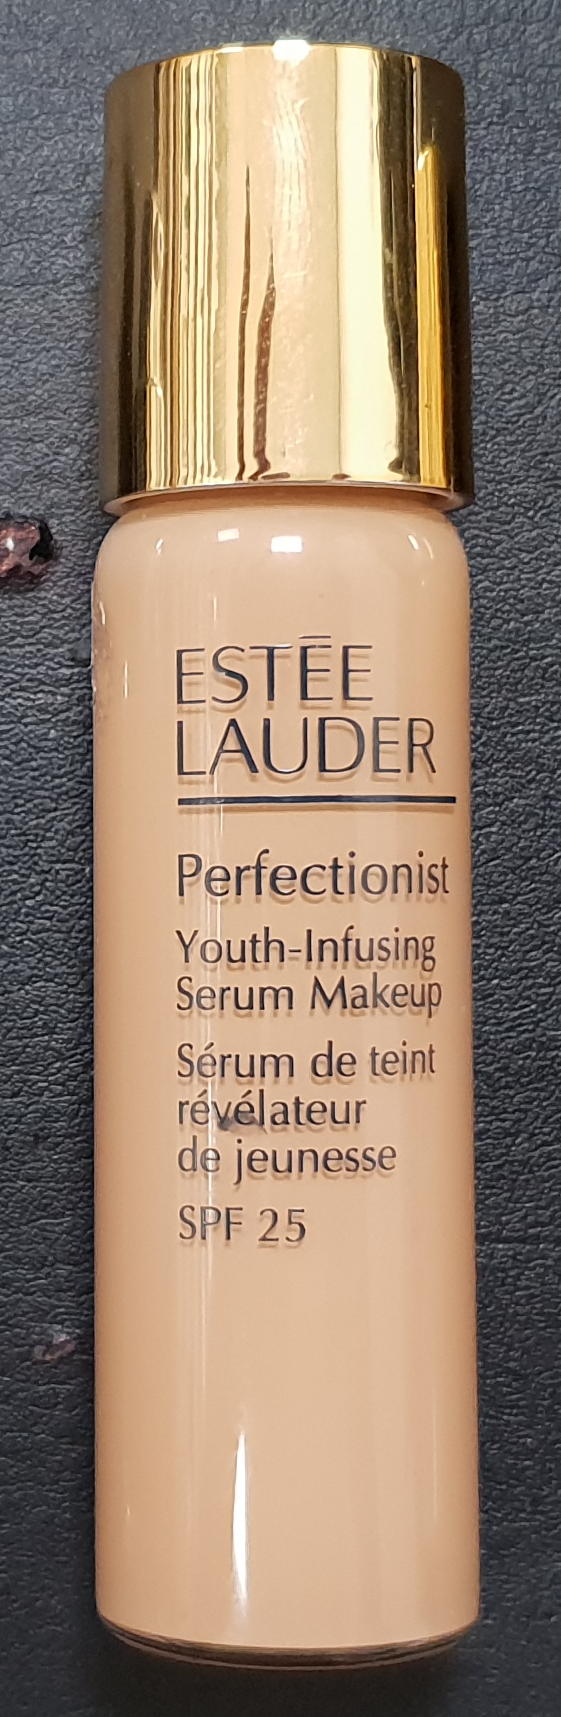 ESTĒE
LAUDER
Perfectionist
Youth-Infusing
Serum Makeup
Sérum de teint
révélateur
de jeunesse
SPF 25